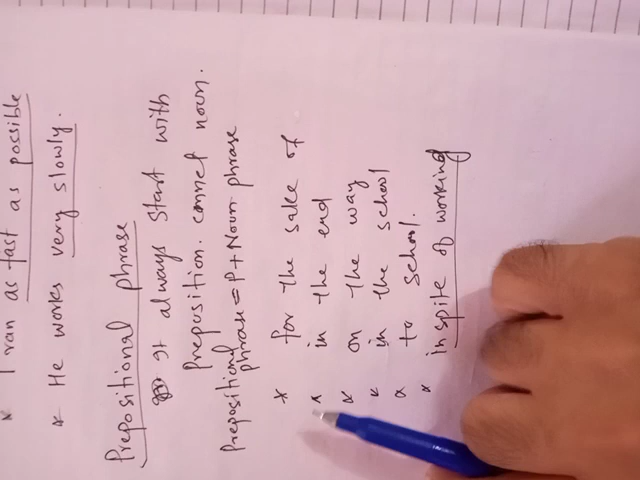 * I ran as fast as possible
* He works very slowly.
Prepositional phrase
It always start with
Preposition. connel noun.
Prepositional phrase = P + Noun phrase
* for the sake of
* in the end
* on the way
* in the school
* to school.
* inspite of working